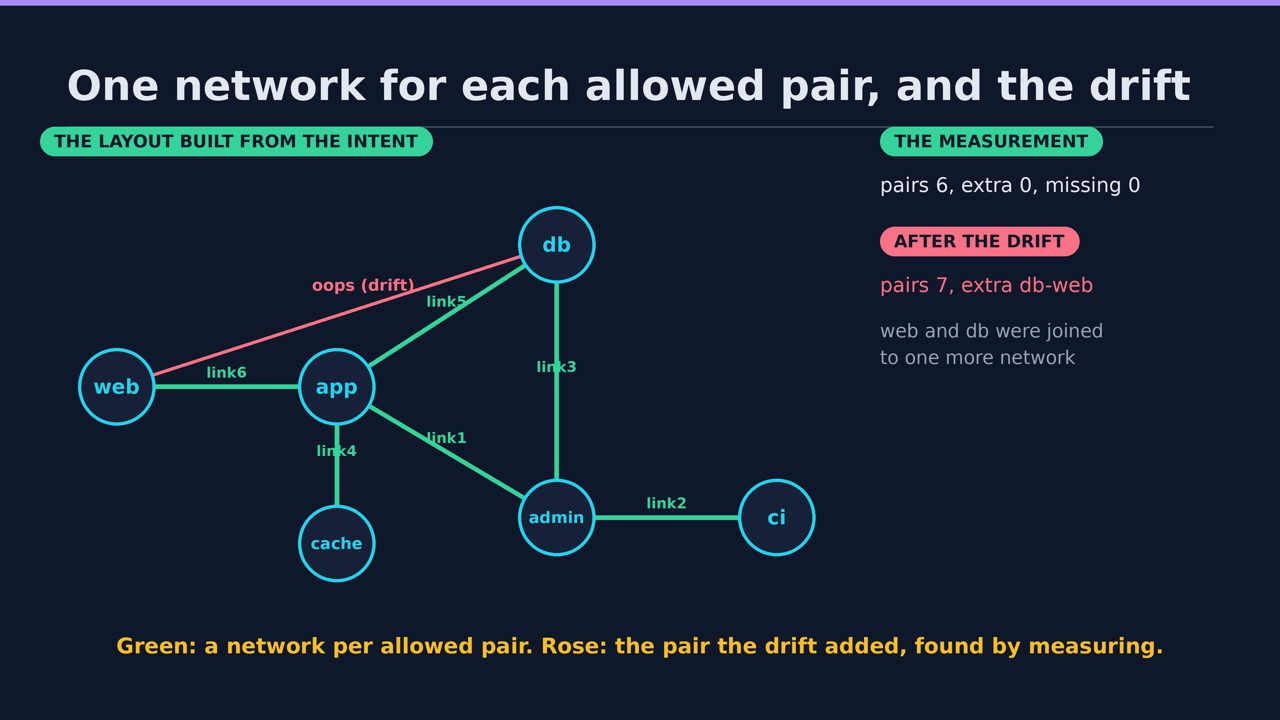 One network for each allowed pair, and the drift
THE LAYOUT BUILT FROM THE INTENT
THE MEASUREMENT
pairs 6, extra 0, missing 0
AFTER THE DRIFT
pairs 7, extra db-web
web and db were joined
to one more network
db
oops (drift)
link5
link3
link6
web
app
link1
link4
link2
admin
ci
cache
Green: a network per allowed pair. Rose: the pair the drift added, found by measuring.